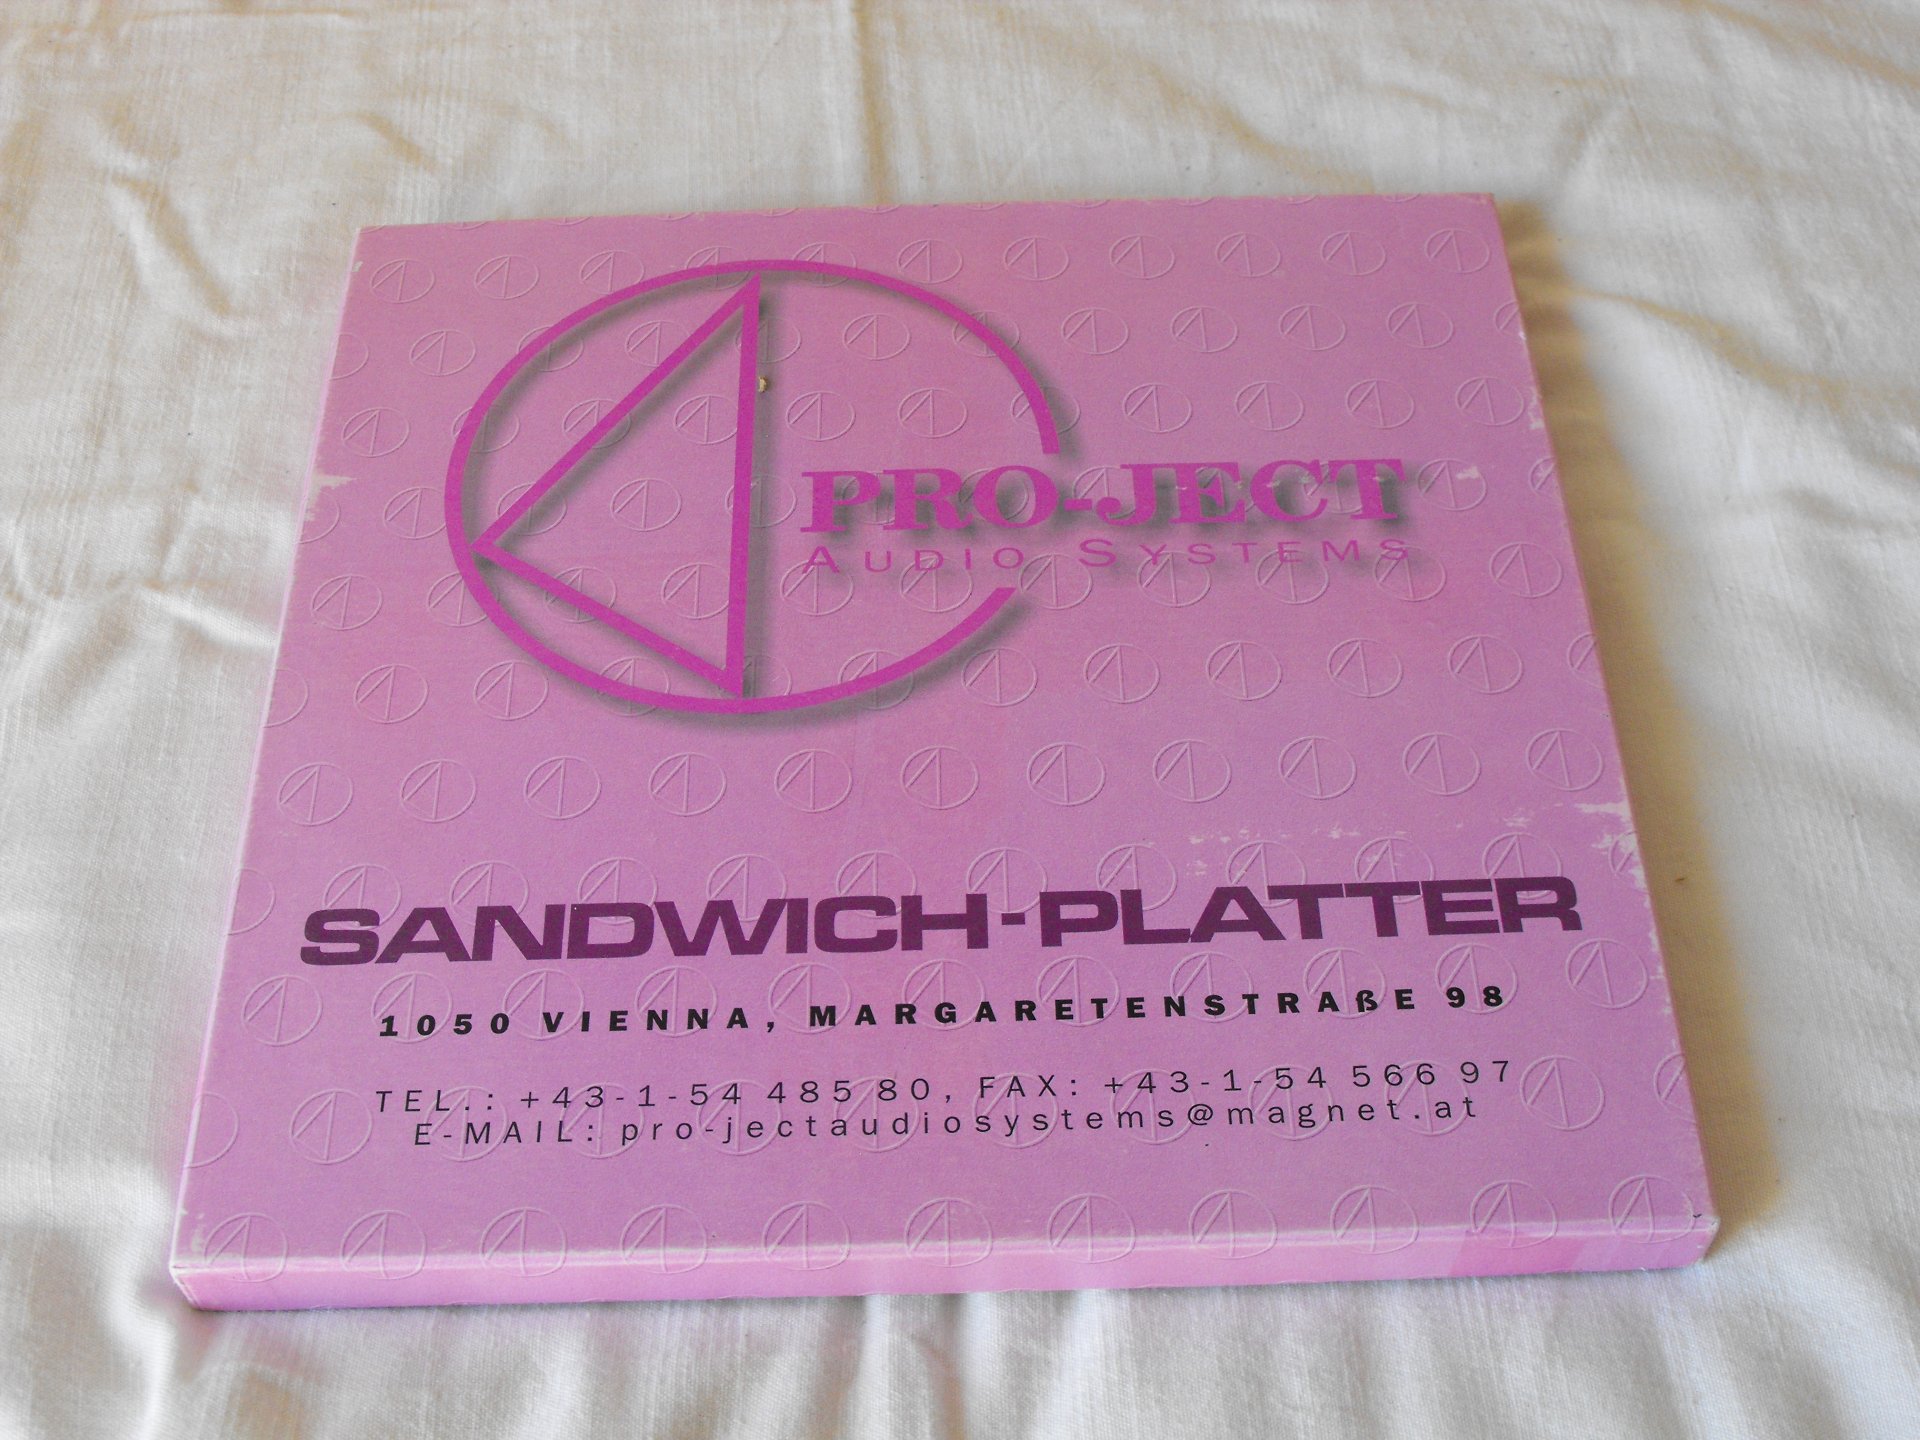 PRO-JECT
AUDIO SYSTEMS
SANDWICH-PLATTER
1050 VIENNA, MARGARETENSTRAßE 98
TEL.: +43-1-54 485 80, FAX: +43-1-54 566 97
E-MAIL: pro-jectaudiosystems@magnet.at